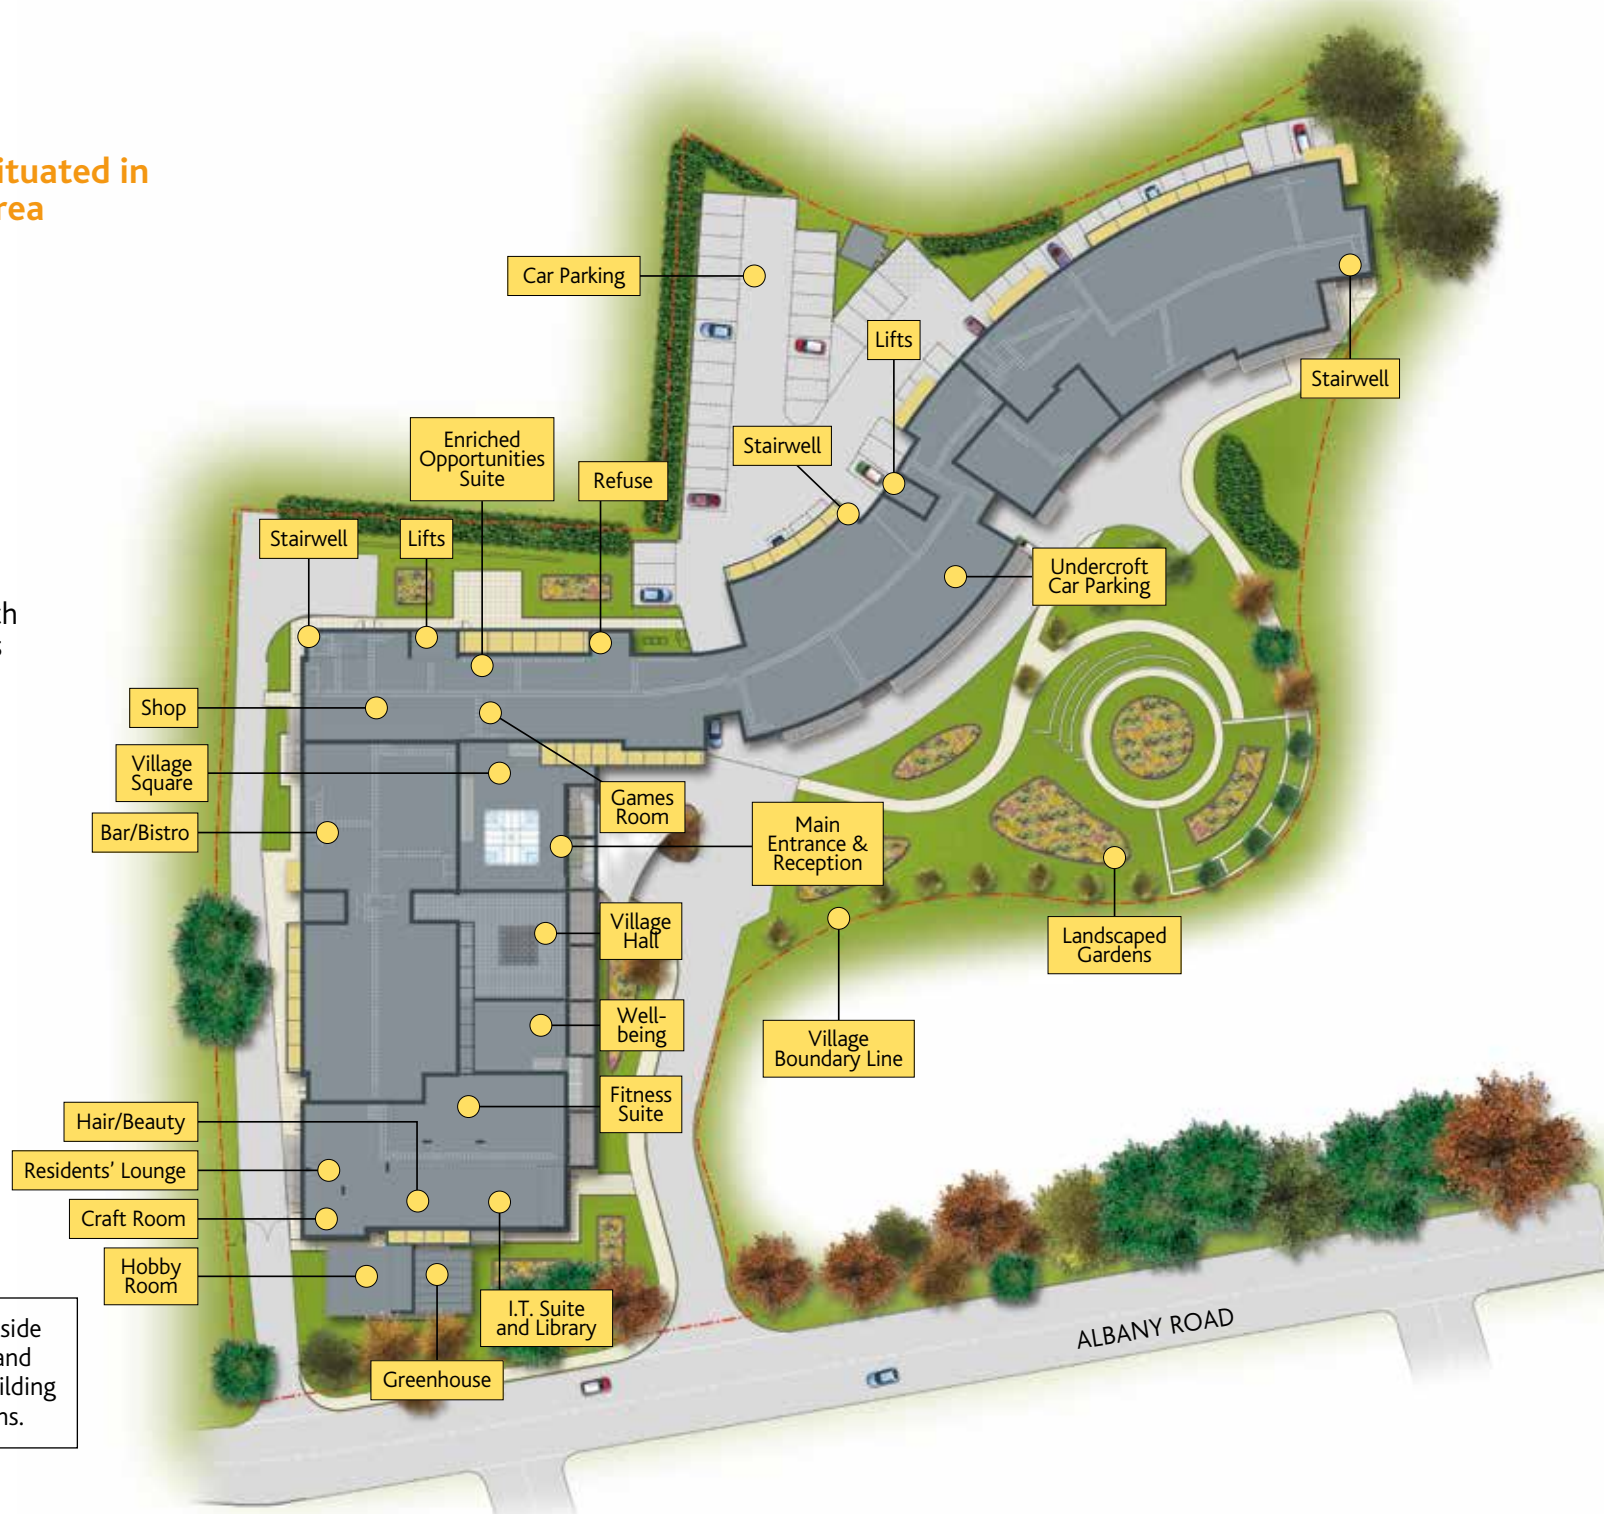 ituated in
rea
Car Parking
Lifts
Stairwell
Enriched
Opportunities
Suite
Stairwell
Refuse
Stairwell
Lifts
Undercroft
Car Parking
th
s
Shop
Village
Square
Games
Room
Bar/Bistro
Main
Entrance &
Reception
Village
Hall
Landscaped
Gardens
Well-
being
Village
Boundary Line
Fitness
Suite
Hair/Beauty
Residents' Lounge
Craft Room
Hobby
Room
I.T. Suite
and Library
ALBANY ROAD
Greenhouse
side
and
ilding
ns.